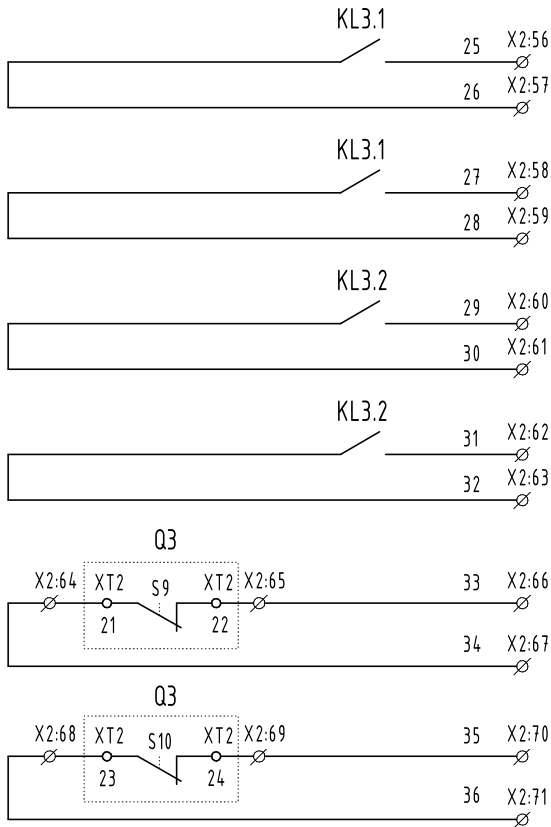 KL3.1
25 X2:56
26 X2:57
KL3.1
27 X2:58
28 X2:59
KL3.2
29 X2:60
30 X2:61
KL3.2
31 X2:62
32 X2:63
Q3
X2:64 XT2 S9 XT2 X2:65 33 X2:66
21 22
34 X2:67
Q3
X2:68 XT2 S10 XT2 X2:69 35 X2:70
23 24
36 X2:71